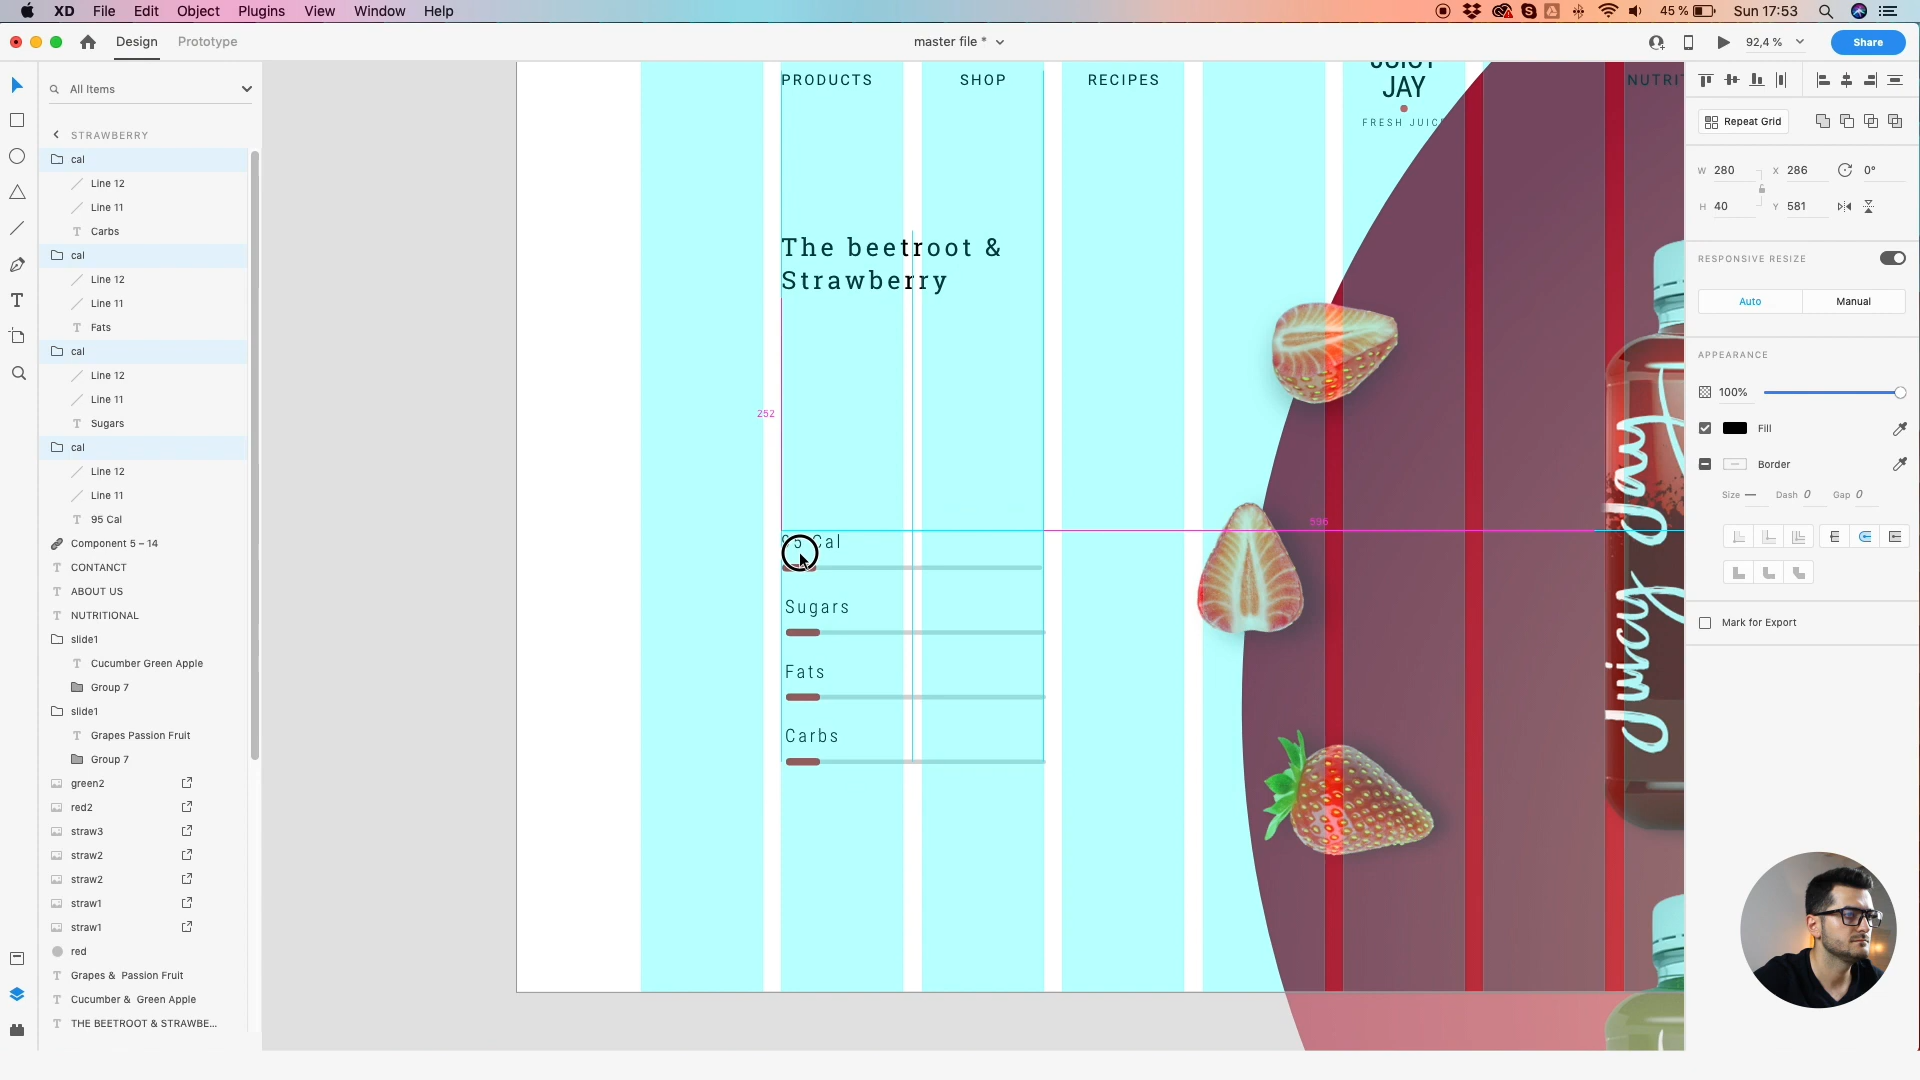 XD File Edit Object Plugins View Window Help
45 % Sun 17:53
Design Prototype
master file *
92,4 %
Share
All Items
STRAWBERRY
cal
Line 12
Line 11
Carbs
cal
Line 12
Line 11
Fats
cal
Line 12
Line 11
Sugars
cal
Line 12
Line 11
95 Cal
Component 5 – 14
CONTANCT
ABOUT US
NUTRITIONAL
slide1
Cucumber Green Apple
Group 7
slide1
Grapes Passion Fruit
Group 7
green2
red2
straw3
straw2
straw2
straw1
straw1
red
Grapes & Passion Fruit
Cucumber & Green Apple
THE BEETROOT & STRAWBE...
PRODUCTS
SHOP
RECIPES
JUICY
JAY
FRESH JUIC
NUTRI
The beetroot &
Strawberry
252
596
95 Cal
Sugars
Fats
Carbs
Juicy Jay
Repeat Grid
W 280 X 286 0°
H 40 Y 581
RESPONSIVE RESIZE
Auto Manual
APPEARANCE
100%
Fill
Border
Size Dash 0 Gap 0
Mark for Export